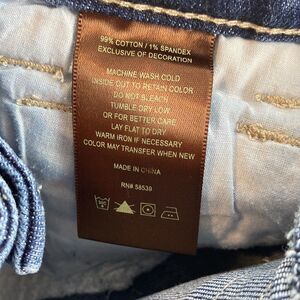 99% COTTON / 1% SPANDEX
EXCLUSIVE OF DECORATION
MACHINE WASH COLD
INSIDE OUT TO RETAIN COLOR
DO NOT BLEACH
TUMBLE DRY LOW
OR FOR BETTER CARE
LAY FLAT TO DRY
WARM IRON IF NECESSARY
COLOR MAY TRANSFER WHEN NEW
MADE IN CHINA
RN# 58539